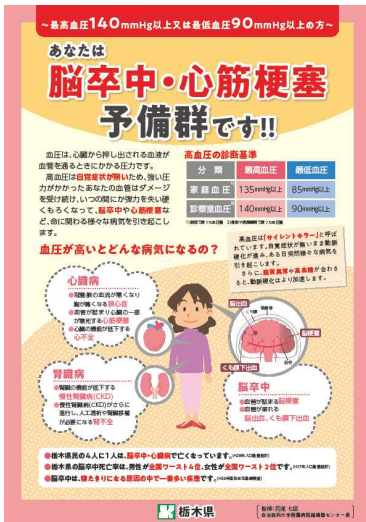 ～最高血圧140mmHg以上又は最低血圧90mmHg以上の方～
あなたは
脳卒中・心筋梗塞
予備群です!!
血圧は、心臓から押し出される血液が
血管を通るときにかかる圧力です。
高血圧は自覚症状が無いため、強い圧
力がかかったあなたの血管はダメージ
を受け続け、いつの間にか弾力を失い硬
くもろくなって、脳卒中や心筋梗塞な
ど、命に関わる様々な病気を引き起こし
ます。
高血圧の診断基準
分類 最高血圧 最低血圧
家庭血圧 135mmHg以上 85mmHg以上
診察室血圧 140mmHg以上 90mmHg以上
高血圧は「サイレントキラー」と呼ば
れています。自覚症状が無いまま動脈
硬化が進み、ある日突然様々な病気を
引き起こします。
さらに、脂質異常や高血糖が合わさ
ると、動脈硬化はより加速します。
血圧が高いとどんな病気になるの？
心臓病
●冠動脈の血流が悪くなり
胸が痛くなる狭心症
●血管が詰まり心臓の一部
が壊死する心筋梗塞
●心臓の機能が低下する
心不全
腎臓病
●腎臓の機能が低下する
慢性腎臓病(CKD)
●慢性腎臓病(CKD)がさらに
進行し、人工透析や腎臓移植
が必要になる腎不全
脳出血
脳梗塞
くも膜下出血
脳卒中
●血管が詰まる脳梗塞
●血管が破れる
脳出血、くも膜下出血
●栃木県民の4人に1人は、脳卒中・心臓病で亡くなっています。
●栃木県の脳卒中死亡率は、男性が全国ワースト4位、女性が全国ワースト2位です。
●脳卒中は、寝たきりになる原因の中で一番多い疾患です。
栃木県